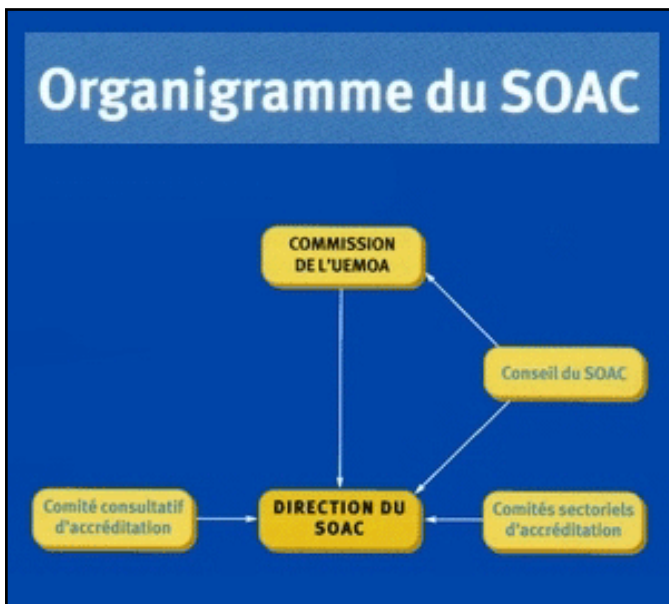 Organigramme du SOAC
COMMISSION
DE L'UEMOA
Conseil du SOAC
Comité consultatif
d'accréditation
DIRECTION DU
SOAC
Comités sectoriels
d'accréditation